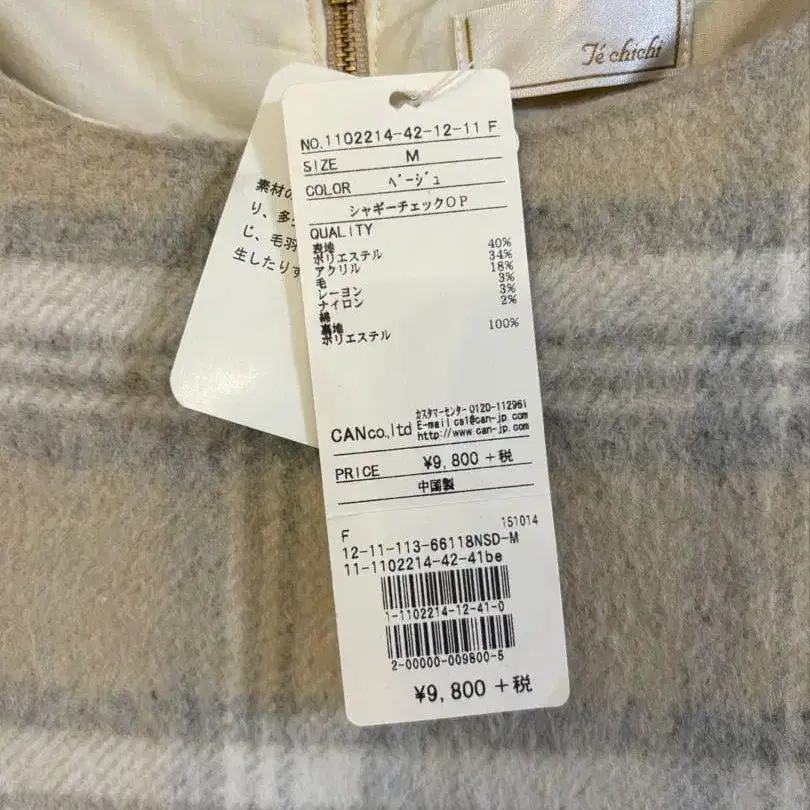 Té chichi
素材の
り、多
じ、毛羽
生したりす
NO.1102214-42-12-11 F
SIZE M
COLOR ベージュ
シャギーチェックOP
QUALITY
表地
ポリエステル 40%
アクリル 34%
毛 18%
レーヨン 3%
ナイロン 3%
綿 2%
裏地
ポリエステル 100%
CANco.,ltd
カスタマーセンター 0120-112961
E-mail ca1@can-jp.com
http://www.can-jp.com
PRICE ¥9,800 +税
中国製
F 151014
12-11-113-66118NSD-M
11-1102214-42-41be
1-1102214-12-41-0
2-00000-009800-5
¥9,800 +税